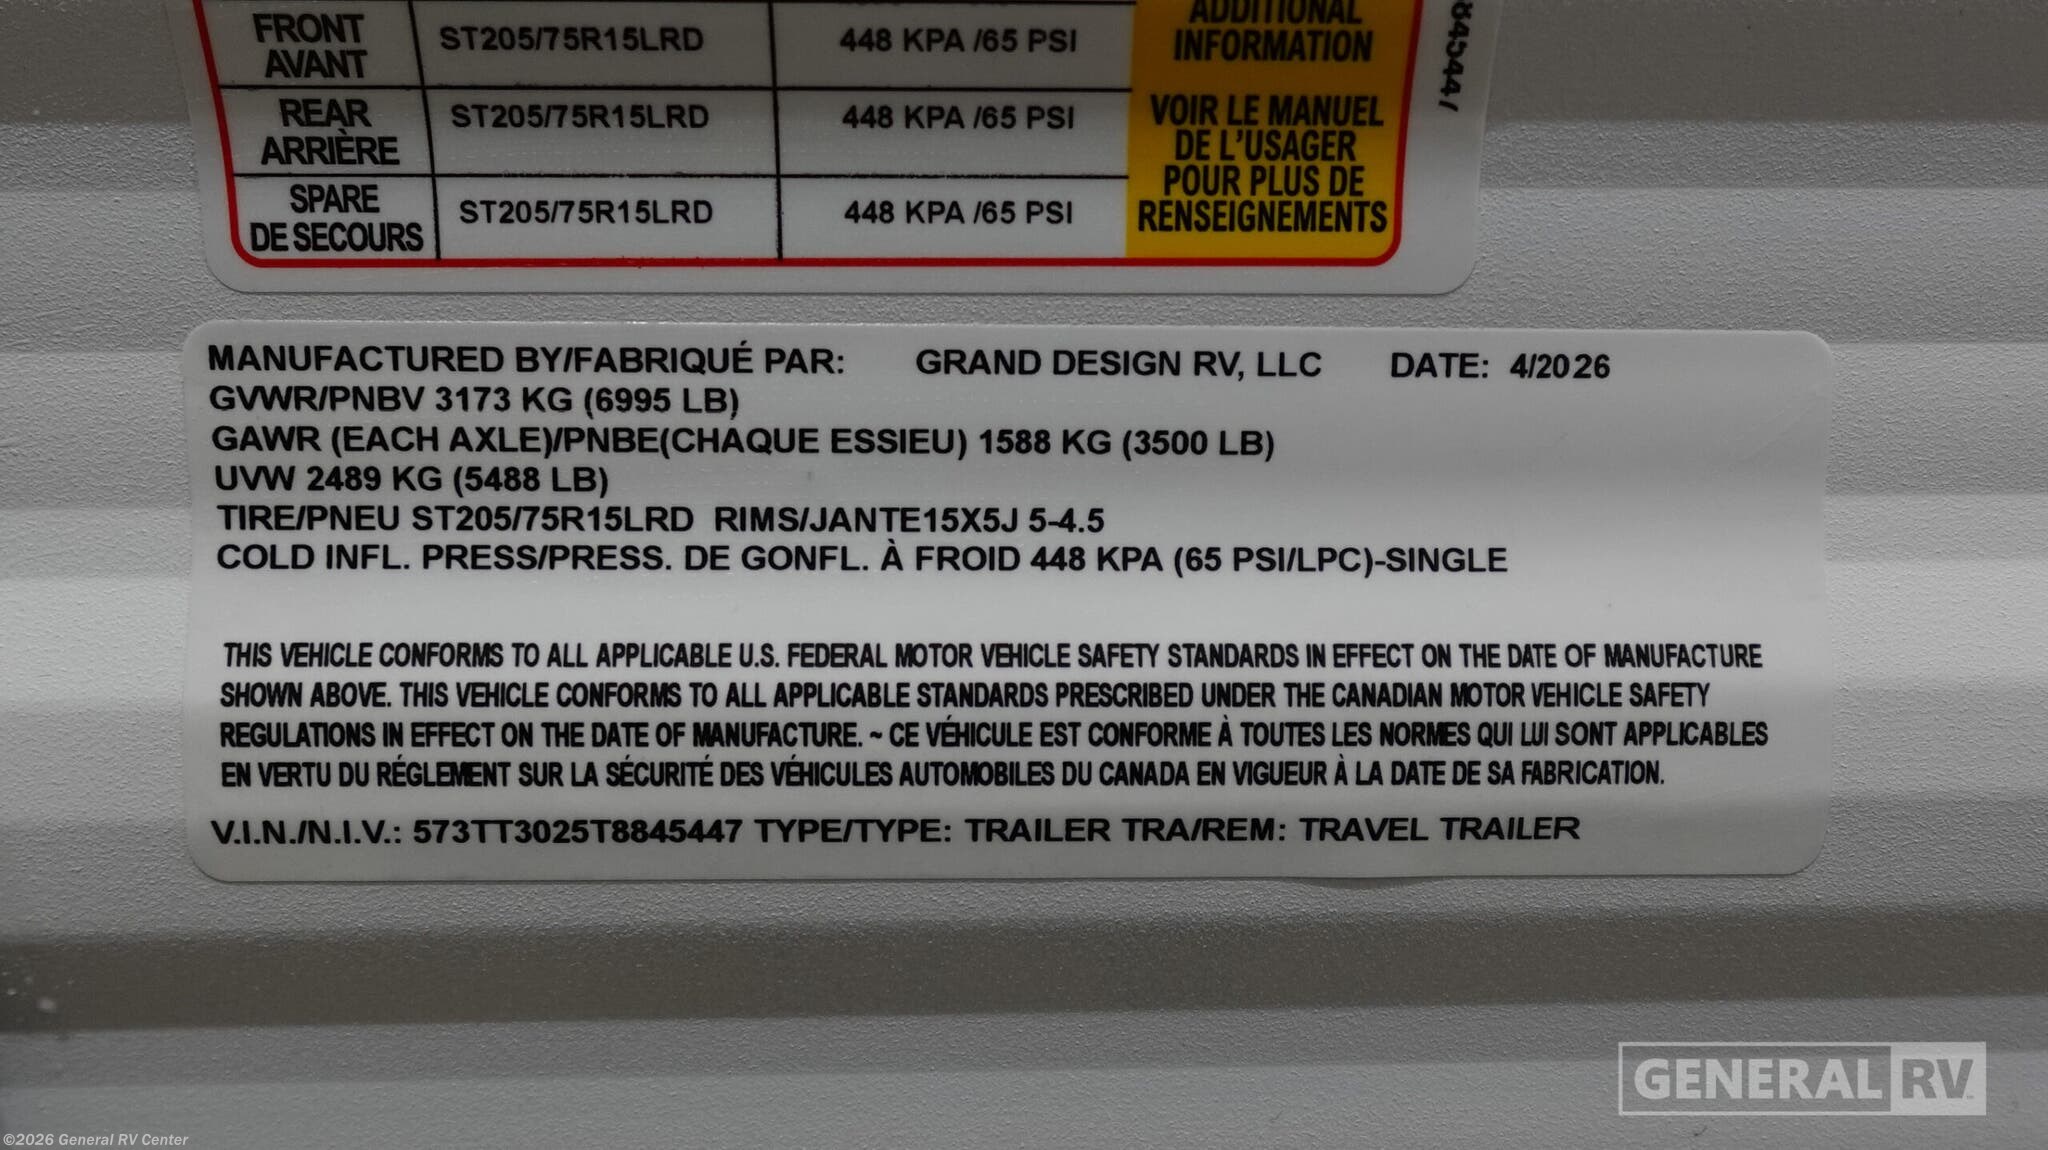 ADDITIONAL
INFORMATION
FRONT
AVANT
ST205/75R15LRD
448 KPA /65 PSI
REAR
ARRIÈRE
ST205/75R15LRD
448 KPA /65 PSI
SPARE
DE SECOURS
ST205/75R15LRD
448 KPA /65 PSI
VOIR LE MANUEL
DE L'USAGER
POUR PLUS DE
RENSEIGNEMENTS
MANUFACTURED BY/FABRIQUÉ PAR: GRAND DESIGN RV, LLC DATE: 4/2026
GVWR/PNBV 3173 KG (6995 LB)
GAWR (EACH AXLE)/PNBE(CHAQUE ESSIEU) 1588 KG (3500 LB)
UVW 2489 KG (5488 LB)
TIRE/PNEU ST205/75R15LRD RIMS/JANTE15X5J 5-4.5
COLD INFL. PRESS/PRESS. DE GONFL. À FROID 448 KPA (65 PSI/LPC)-SINGLE
THIS VEHICLE CONFORMS TO ALL APPLICABLE U.S. FEDERAL MOTOR VEHICLE SAFETY STANDARDS IN EFFECT ON THE DATE OF MANUFACTURE
SHOWN ABOVE. THIS VEHICLE CONFORMS TO ALL APPLICABLE STANDARDS PRESCRIBED UNDER THE CANADIAN MOTOR VEHICLE SAFETY
REGULATIONS IN EFFECT ON THE DATE OF MANUFACTURE. ~ CE VÉHICULE EST CONFORME À TOUTES LES NORMES QUI LUI SONT APPLICABLES
EN VERTU DU RÉGLEMENT SUR LA SÉCURITÉ DES VÉHICULES AUTOMOBILES DU CANADA EN VIGUEUR À LA DATE DE SA FABRICATION.
V.I.N./N.I.V.: 573TT3025T8845447 TYPE/TYPE: TRAILER TRA/REM: TRAVEL TRAILER
GENERAL RV
©2026 General RV Center